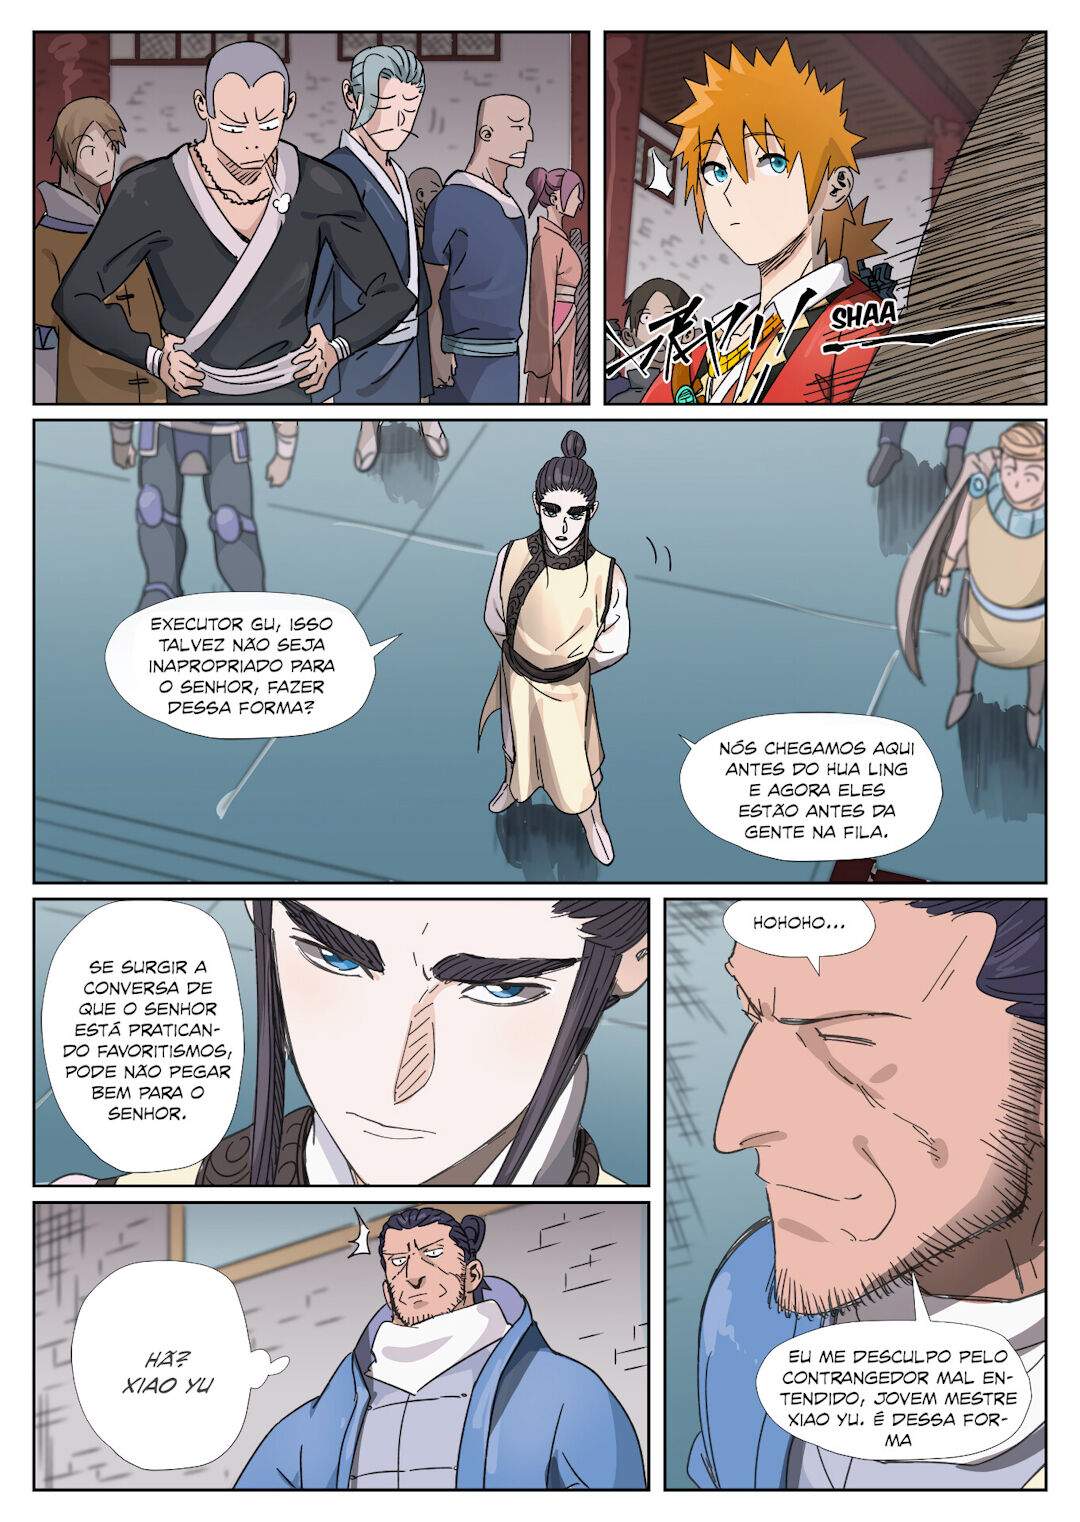 SHAA
EXECUTOR GU, ISSO
TALVEZ NÃO SEJA
INAPROPRIADO PARA
O SENHOR, FAZER
DESSA FORMA?
NÓS CHEGAMOS AQUI
ANTES DO HUA LING
E AGORA ELES
ESTÃO ANTES DA
GENTE NA FILA.
SE SURGIR A
CONVERSA DE
QUE O SENHOR
ESTÁ PRATICAN-
DO FAVORITISMOS,
PODE NÃO PEGAR
BEM PARA O
SENHOR.
HOHOHO...
HÃ?
XIAO YU
EU ME DESCULPO PELO
CONTRANGEDOR MAL EN-
TENDIDO, JOVEM MESTRE
XIAO YU. É DESSA FOR-
MA